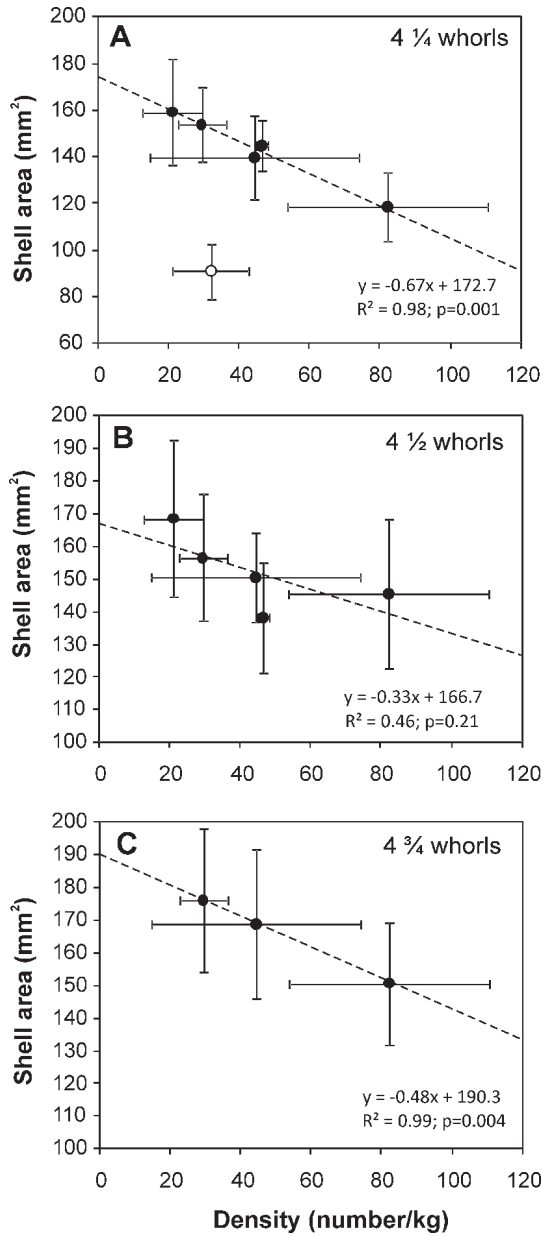 A
4 ¼ whorls
Shell area (mm²)
200
180
160
140
120
100
80
60
0 20 40 60 80 100 120
y = -0.67x + 172.7
R² = 0.98; p=0.001
B
4 ½ whorls
Shell area (mm²)
200
190
180
170
160
150
140
130
120
110
100
0 20 40 60 80 100 120
y = -0.33x + 166.7
R² = 0.46; p=0.21
C
4 ¾ whorls
Shell area (mm²)
200
190
180
170
160
150
140
130
120
110
100
0 20 40 60 80 100 120
y = -0.48x + 190.3
R² = 0.99; p=0.004
Density (number/kg)